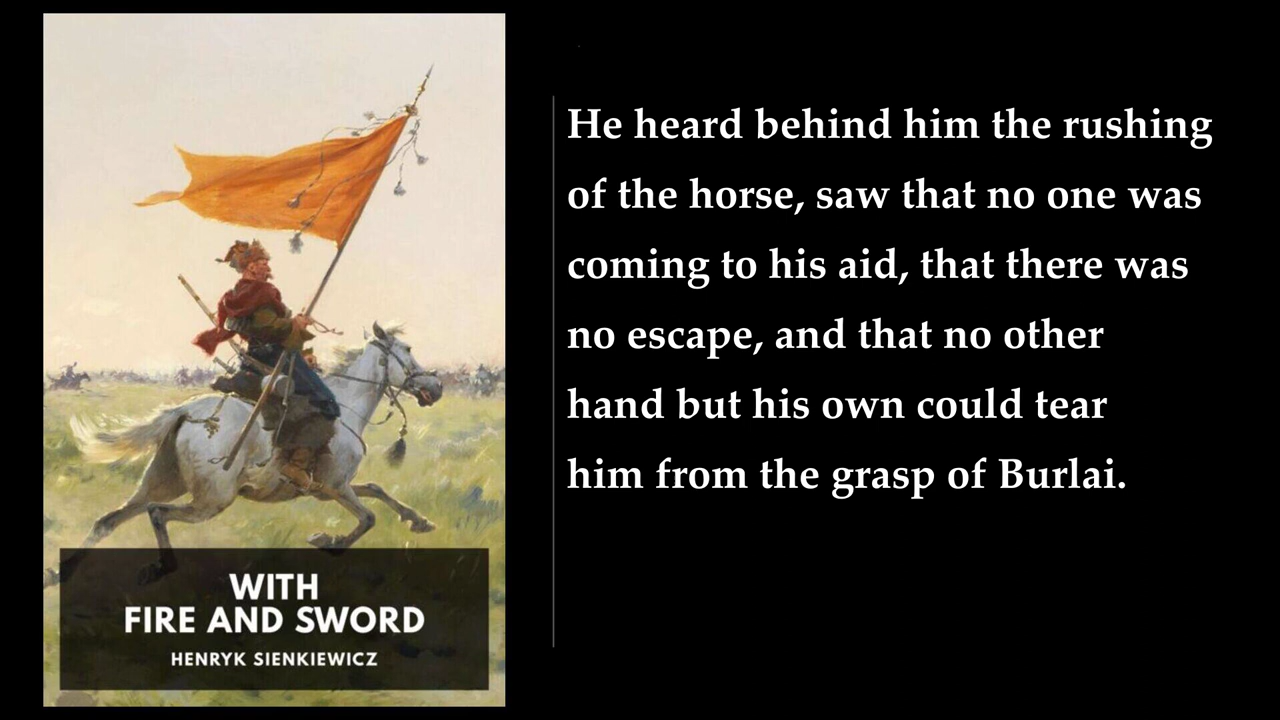 WITH
FIRE AND SWORD
HENRYK SIENKIEWICZ
He heard behind him the rushing
of the horse, saw that no one was
coming to his aid, that there was
no escape, and that no other
hand but his own could tear
him from the grasp of Burlai.